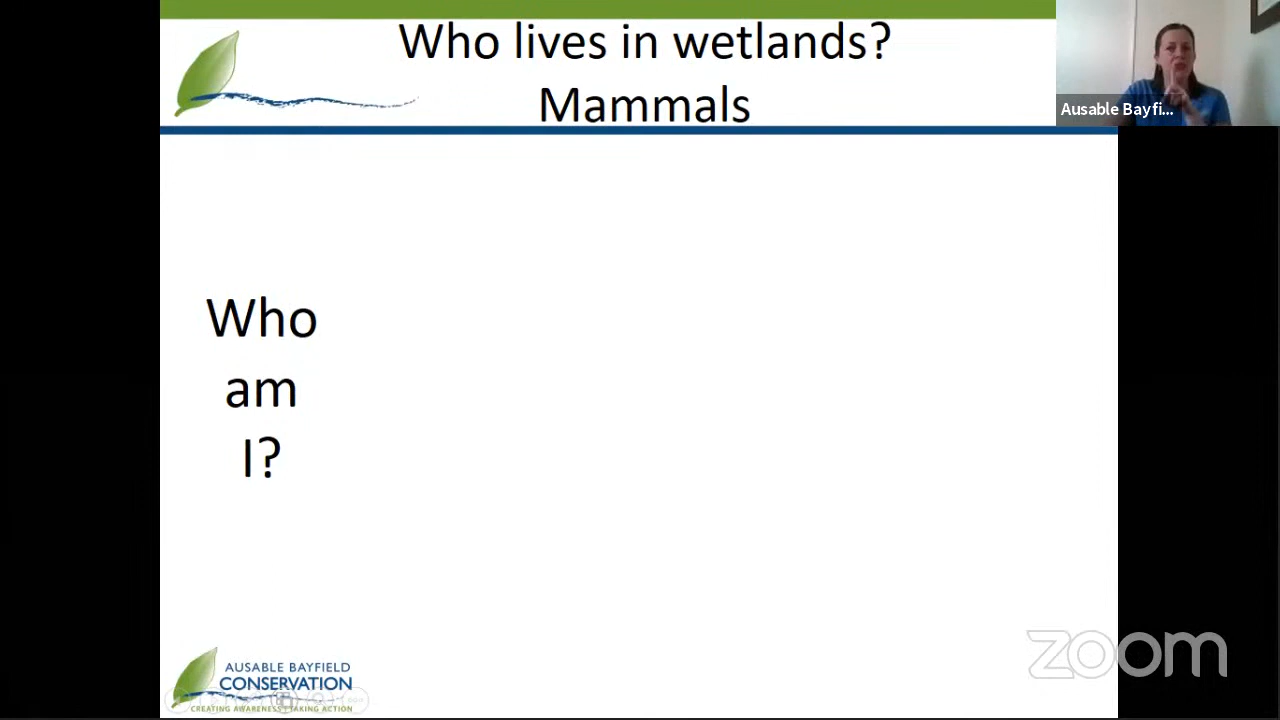 Who lives in wetlands?
Mammals
Ausable Bayfi...
Who
am
I?
zoom
AUSABLE BAYFIELD
CONSERVATION
CREATING AWARENESS | TAKING ACTION